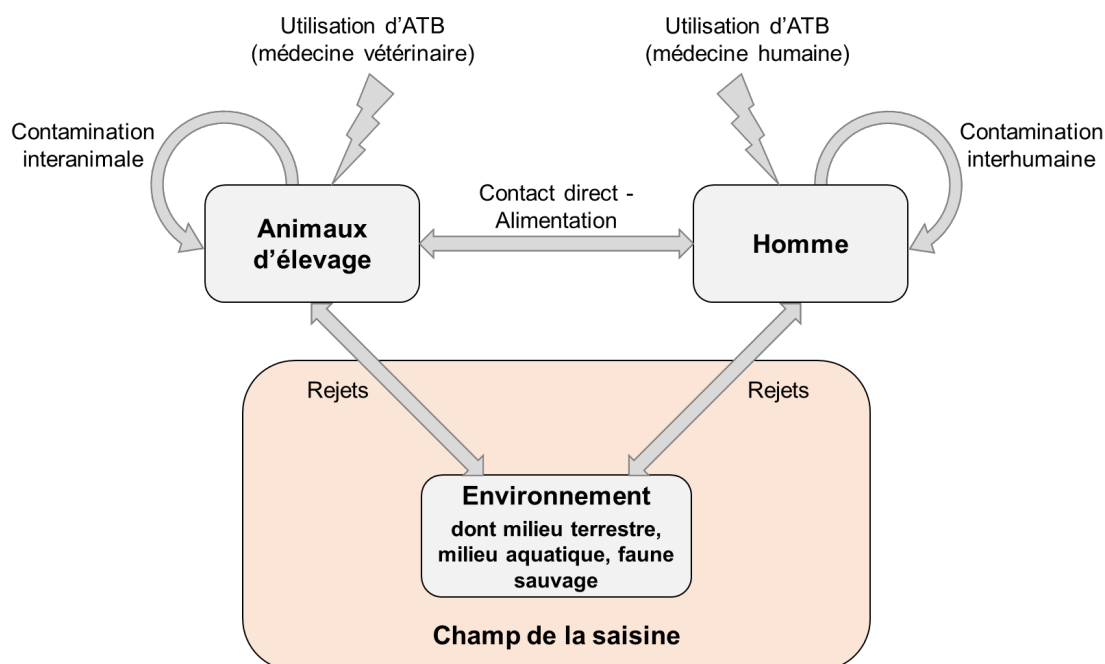 Utilisation d'ATB
(médecine vétérinaire)
Utilisation d'ATB
(médecine humaine)
Contamination
interanimale
Contamination
interhumaine
Contact direct -
Alimentation
Animaux
d'élevage
Homme
Rejets
Rejets
Environnement
dont milieu terrestre,
milieu aquatique, faune
sauvage
Champ de la saisine